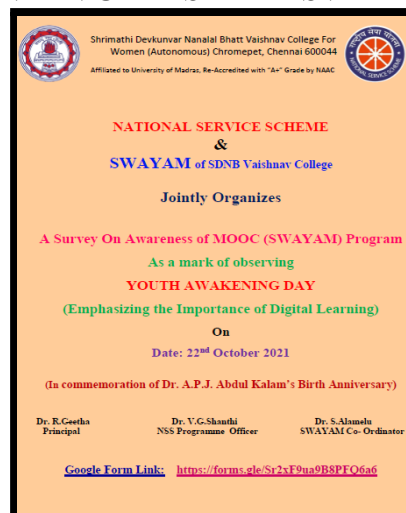 Shrimathi Devkunvar Nanalal Bhatt Vaishnav College For
Women (Autonomous) Chromepet, Chennai 600044
Affiliated to University of Madras, Re-Accredited with "A+" Grade by NAAC
NATIONAL SERVICE SCHEME
&
SWAYAM of SDNB Vaishnav College
Jointly Organizes
A Survey On Awareness of MOOC (SWAYAM) Program
As a mark of observing
YOUTH AWAKENING DAY
(Emphasizing the Importance of Digital Learning)
On
Date: 22nd October 2021
(In commemoration of Dr. A.P.J. Abdul Kalam's Birth Anniversary)
Dr. R.Geetha Dr. V.G.Shanthi Dr. S.Alamelu
Principal NSS Programme Officer SWAYAM Co- Ordinator
Google Form Link: https://forms.gle/Sr2xF9ua9B8PFQ6a6